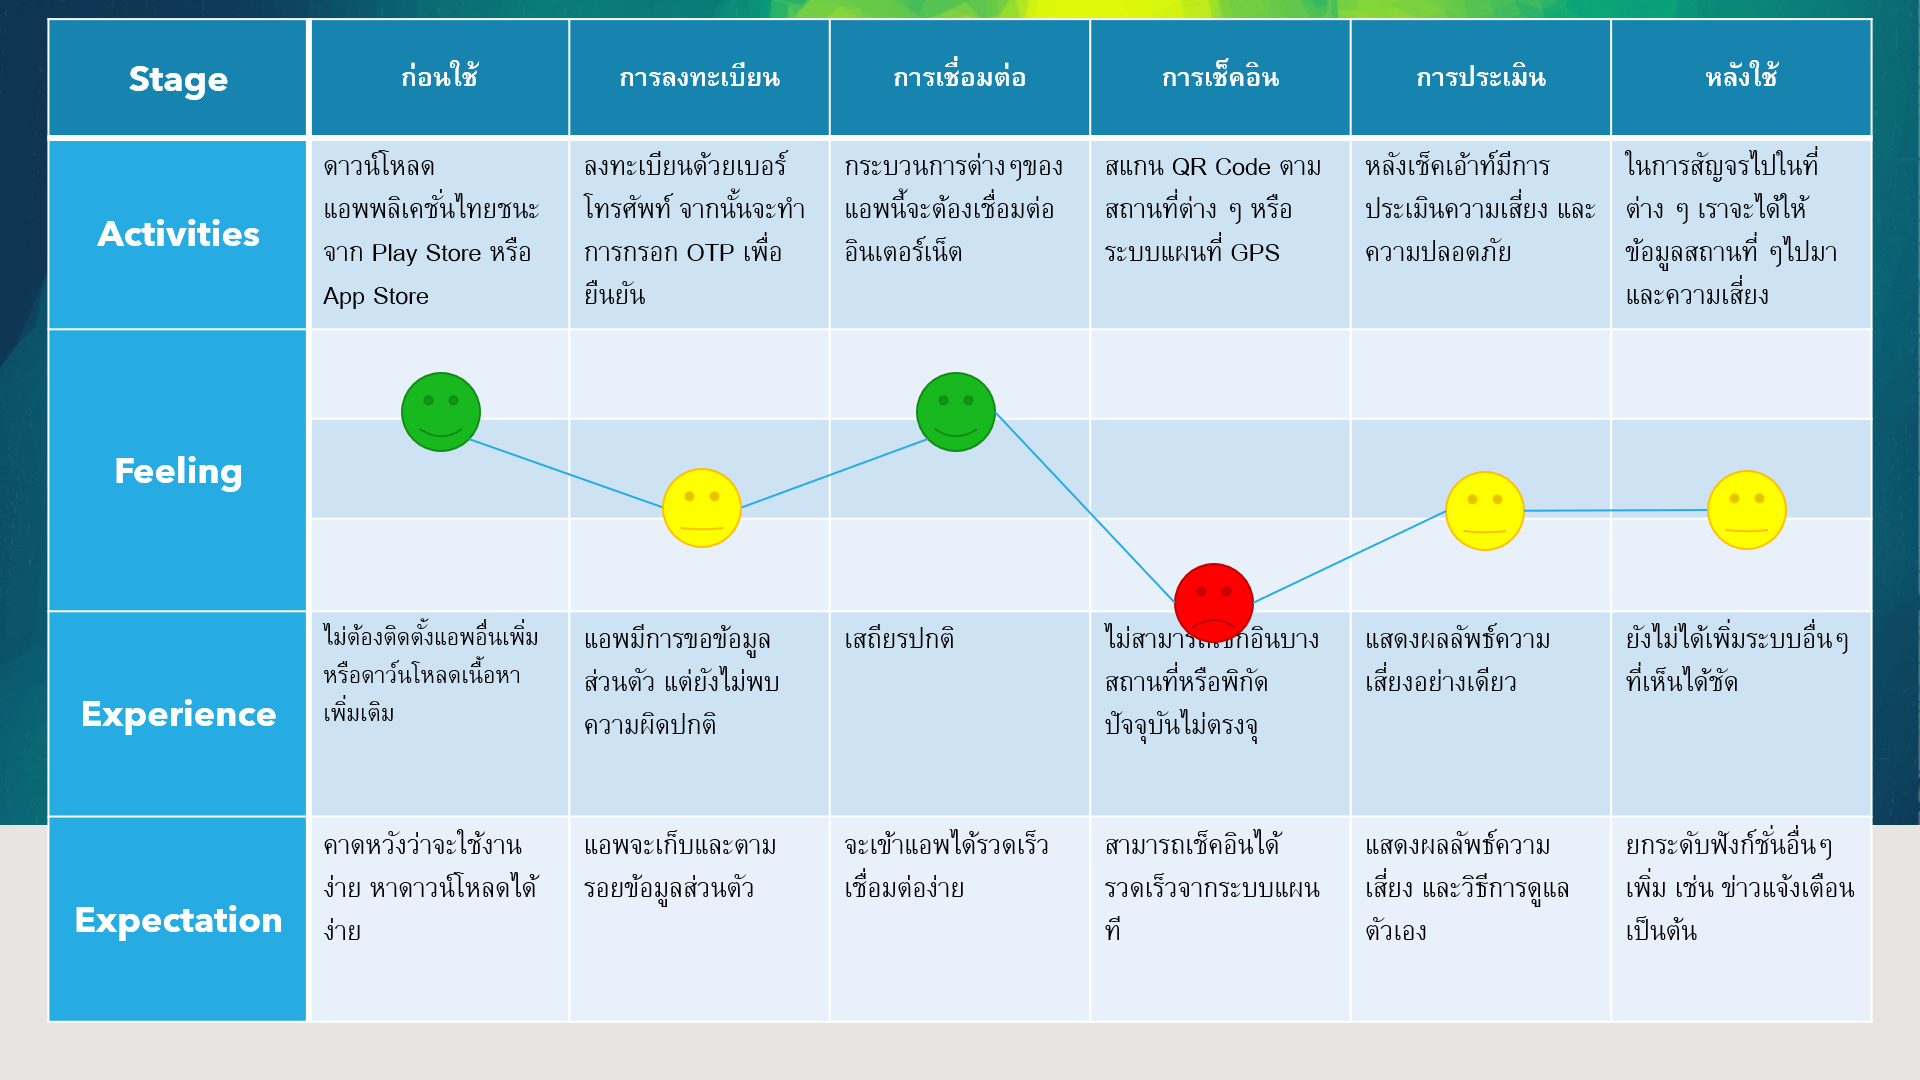 Stage
ก่อนใช้
การลงทะเบียน
การเชื่อมต่อ
การเช็คอิน
การประเมิน
หลังใช้
Activities
ดาวน์โหลด
แอพพลิเคชั่นไทยชนะ
จาก Play Store หรือ
App Store
ลงทะเบียนด้วยเบอร์
โทรศัพท์ จากนั้นจะทำ
การกรอก OTP เพื่อ
ยืนยัน
กระบวนการต่างๆของ
แอพนี้จะต้องเชื่อมต่อ
อินเตอร์เน็ต
สแกน QR Code ตาม
สถานที่ต่าง ๆ หรือ
ระบบแผนที่ GPS
หลังเช็คเอ้าท์มีการ
ประเมินความเสี่ยง และ
ความปลอดภัย
ในการสัญจรไปในที่
ต่าง ๆ เราจะได้ให้
ข้อมูลสถานที่ ๆไปมา
และความเสี่ยง
Feeling
Experience
ไม่ต้องติดตั้งแอพอื่นเพิ่ม
หรือดาว์นโหลดเนื้อหา
เพิ่มเติม
แอพมีการขอข้อมูล
ส่วนตัว แต่ยังไม่พบ
ความผิดปกติ
เสถียรปกติ
ไม่สามารถเช็กอินบาง
สถานที่หรือพิกัด
ปัจจุบันไม่ตรงจุ
แสดงผลลัพธ์ความ
เสี่ยงอย่างเดียว
ยังไม่ได้เพิ่มระบบอื่นๆ
ที่เห็นได้ชัด
Expectation
คาดหวังว่าจะใช้งาน
ง่าย หาดาวน์โหลดได้
ง่าย
แอพจะเก็บและตาม
รอยข้อมูลส่วนตัว
จะเข้าแอพได้รวดเร็ว
เชื่อมต่อง่าย
สามารถเช็คอินได้
รวดเร็วจากระบบแผน
ที
แสดงผลลัพธ์ความ
เสี่ยง และวิธีการดูแล
ตัวเอง
ยกระดับฟังก์ชั่นอื่นๆ
เพิ่ม เช่น ข่าวแจ้งเตือน
เป็นต้น